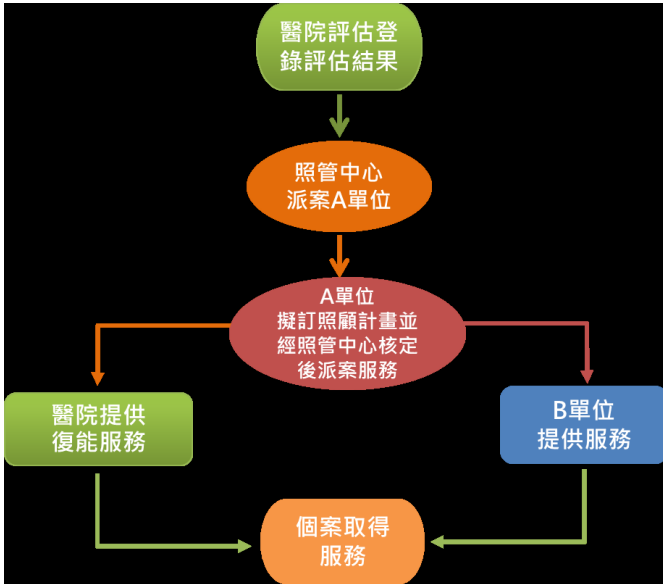 醫院評估登
錄評估結果
照管中心
派案A單位
A單位
擬訂照顧計畫並
經照管中心核定
後派案服務
醫院提供
復能服務
B單位
提供服務
個案取得
服務